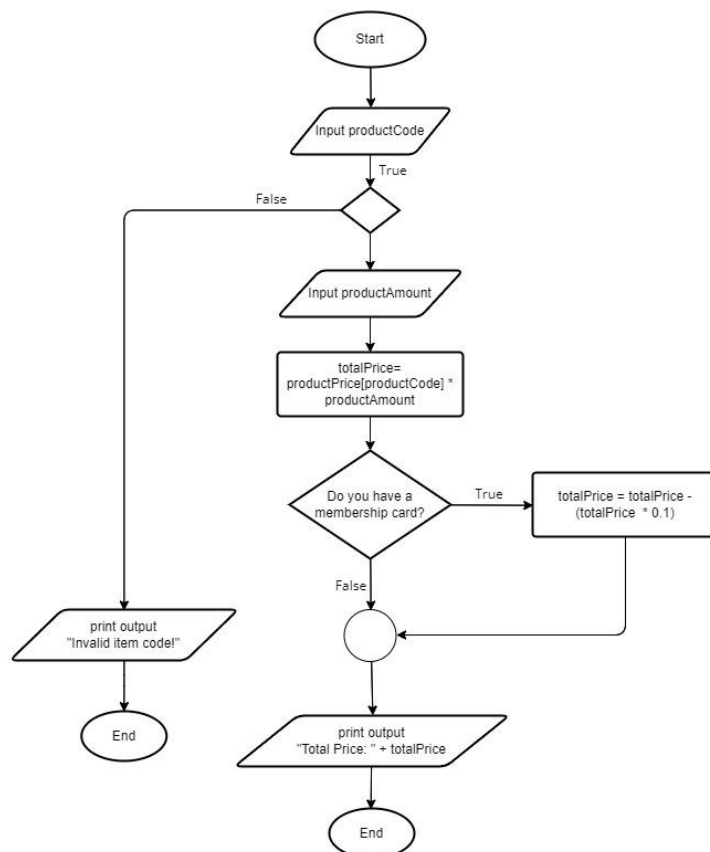 Start
Input productCode
True
False
Input productAmount
totalPrice=
productPrice[productCode] *
productAmount
Do you have a
membership card?
True
totalPrice = totalPrice -
(totalPrice * 0.1)
False
print output
"Invalid item code!"
End
print output
"Total Price: " + totalPrice
End